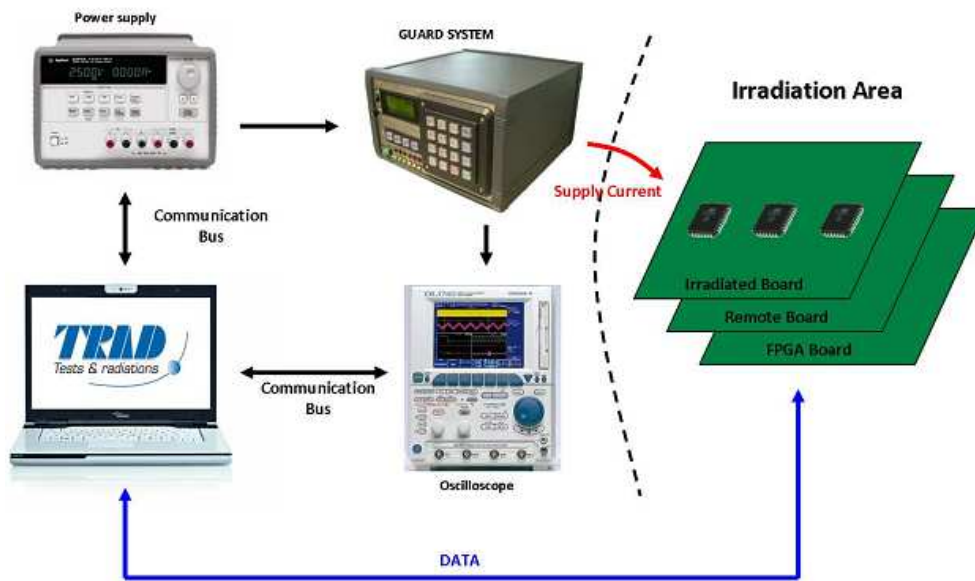 Power supply
GUARD SYSTEM
Irradiation Area
Supply Current
Communication
Bus
Irradiated Board
Remote Board
FPGA Board
TRAD
Tests & radiations
Communication
Bus
Oscilloscope
DATA